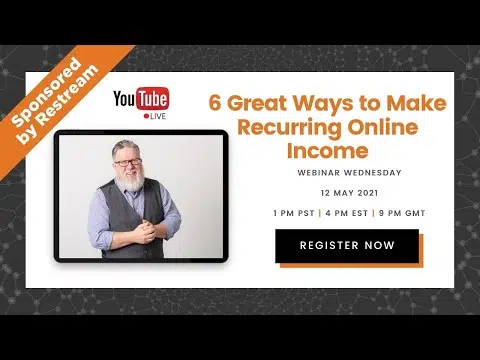 Sponsored
by Restream
YouTube
LIVE
6 Great Ways to Make
Recurring Online
Income
WEBINAR WEDNESDAY
12 MAY 2021
1 PM PST | 4 PM EST | 9 PM GMT
REGISTER NOW